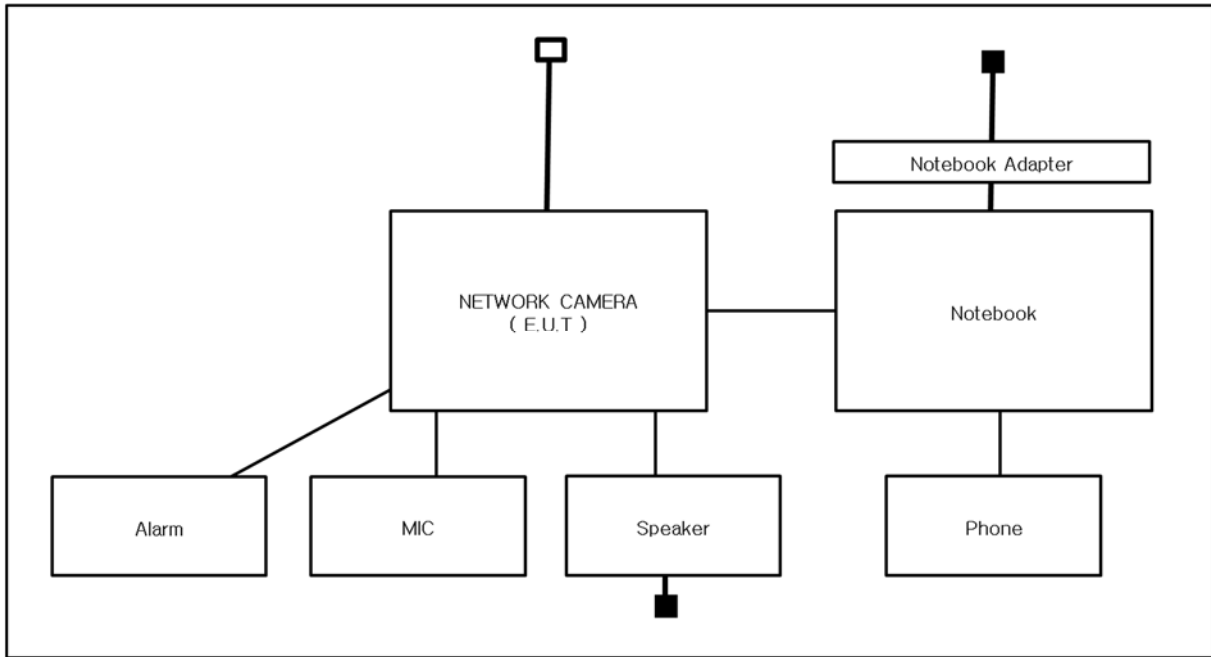 Notebook Adapter
NETWORK CAMERA
( E.U.T )
Notebook
Alarm
MIC
Speaker
Phone